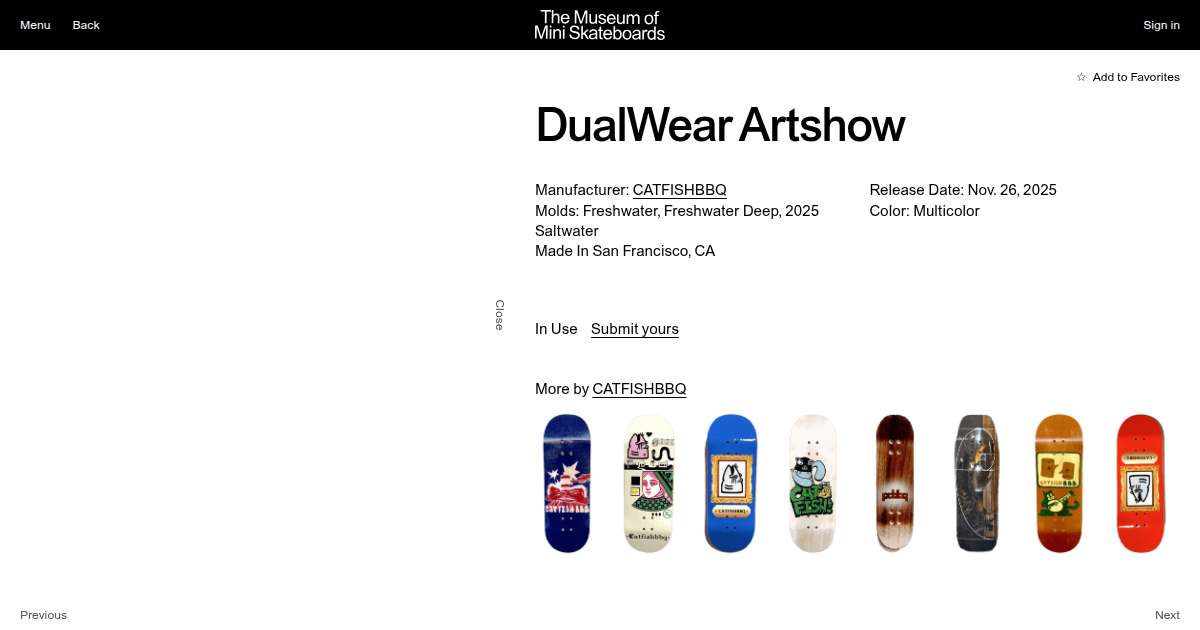 Menu
Back
The Museum of
Mini Skateboards
Sign in
☆ Add to Favorites
DualWear Artshow
Manufacturer: CATFISHBBQ
Molds: Freshwater, Freshwater Deep, 2025
Saltwater
Made In San Francisco, CA
Release Date: Nov. 26, 2025
Color: Multicolor
Close
In Use
Submit yours
More by CATFISHBBQ
CATFISHBBQ
CATFISH!
Previous
Next